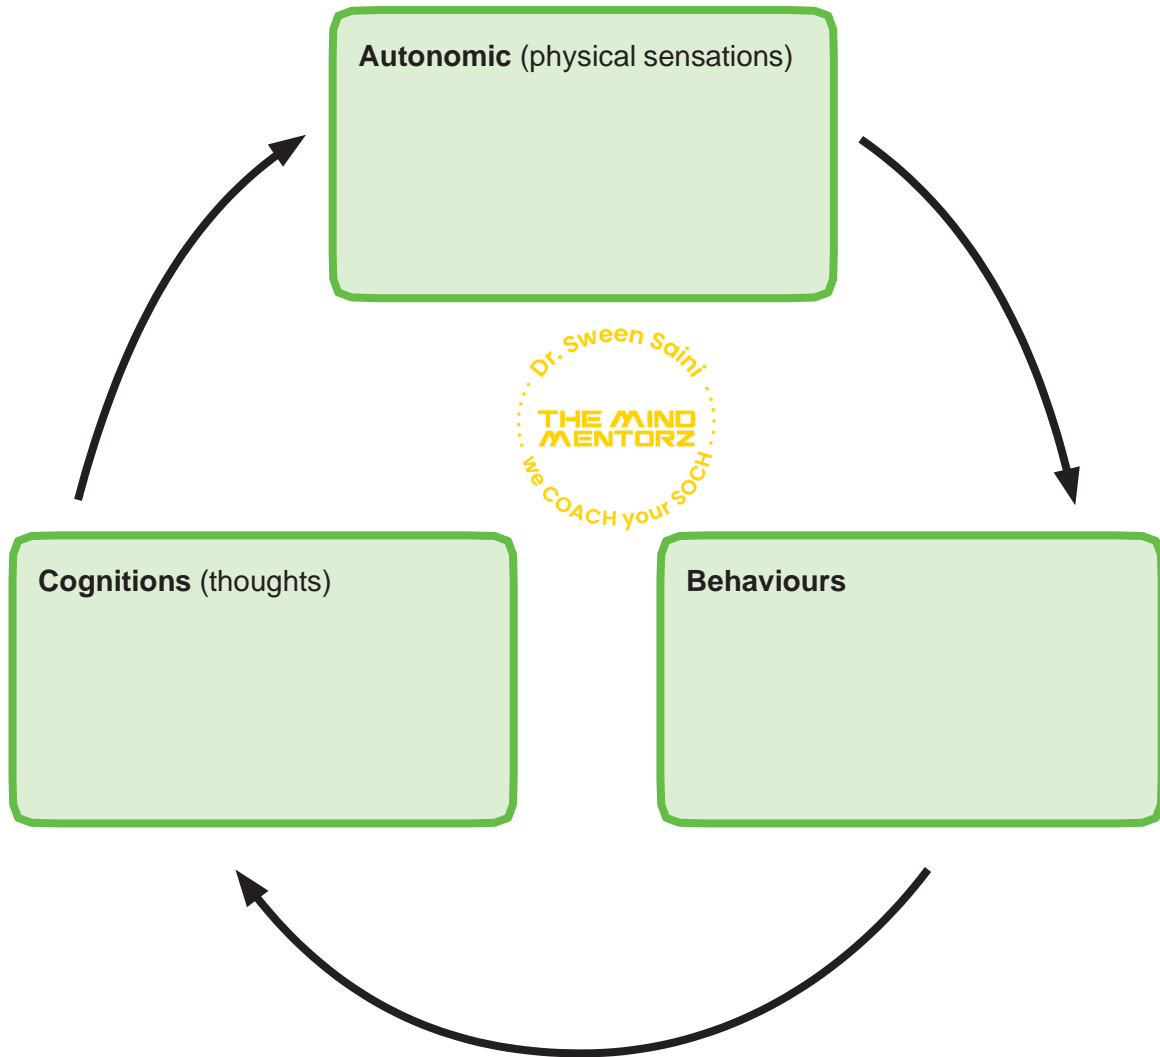 Autonomic (physical sensations)
Dr. Sween Saini
THE MIND
MENTORZ
we COACH your SOCH
Cognitions (thoughts)
Behaviours